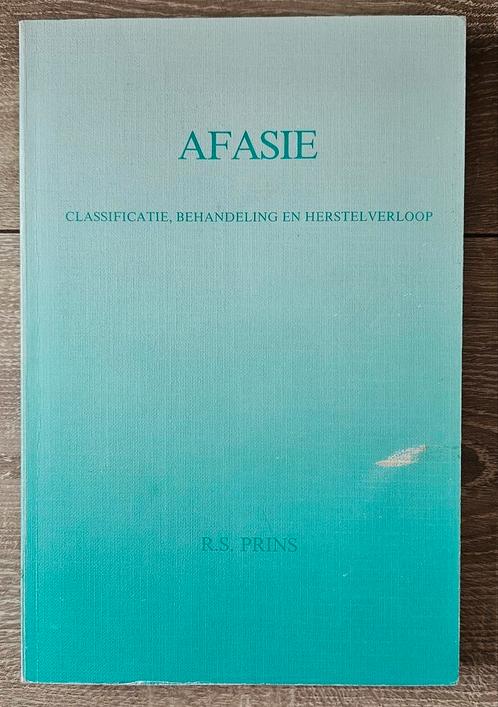 AFASIE
CLASSIFICATIE, BEHANDELING EN HERSTELVERLOOP
R.S. PRINS